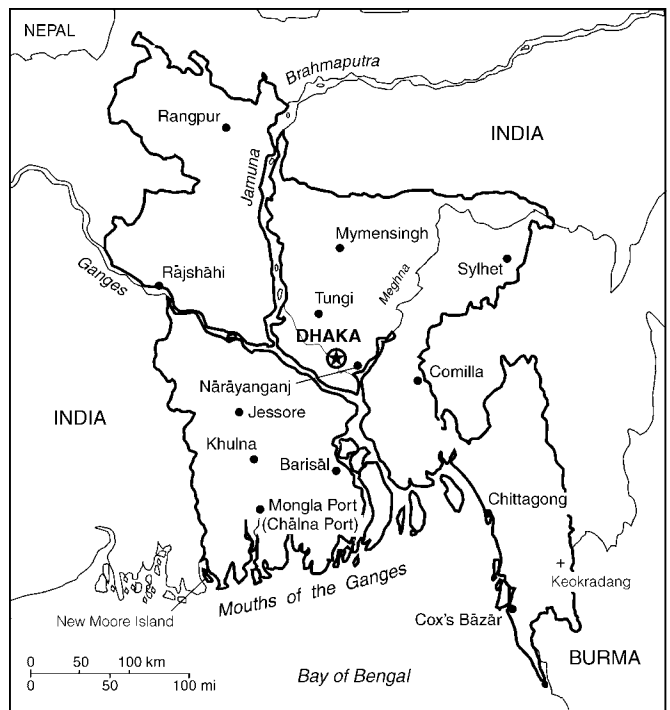 NEPAL
Brahmaputra
Rangpur
INDIA
Jamuna
Mymensingh
Ganges
Rājshāhi
Meghna
Sylhet
Tungi
DHAKA
Nārāyanganj
Comilla
INDIA
Jessore
Khulna
Barisāl
Chittagong
Mongla Port
(Chālna Port)
Keokradang
Mouths of the Ganges
New Moore Island
Cox's Bāzār
BURMA
0 50 100 km
0 50 100 mi
Bay of Bengal